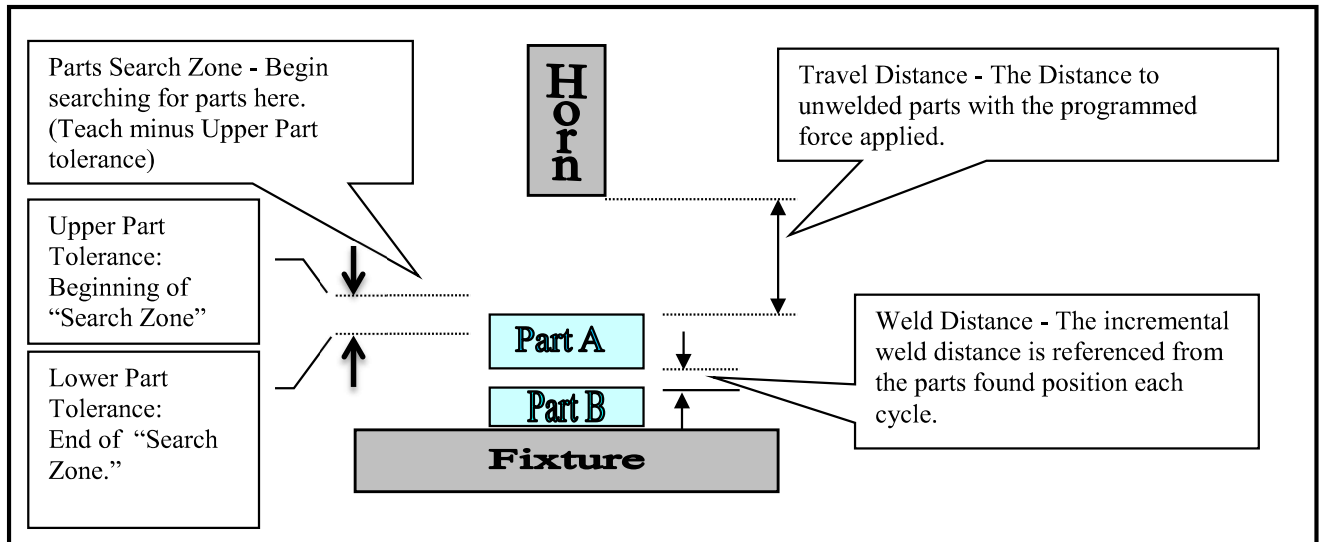 Parts Search Zone - Begin
searching for parts here.
(Teach minus Upper Part
tolerance)
Horn
Travel Distance - The Distance to
unwelded parts with the programmed
force applied.
Upper Part
Tolerance:
Beginning of
“Search Zone”
Lower Part
Tolerance:
End of “Search
Zone.”
Part A
Part B
Fixture
Weld Distance - The incremental
weld distance is referenced from
the parts found position each
cycle.